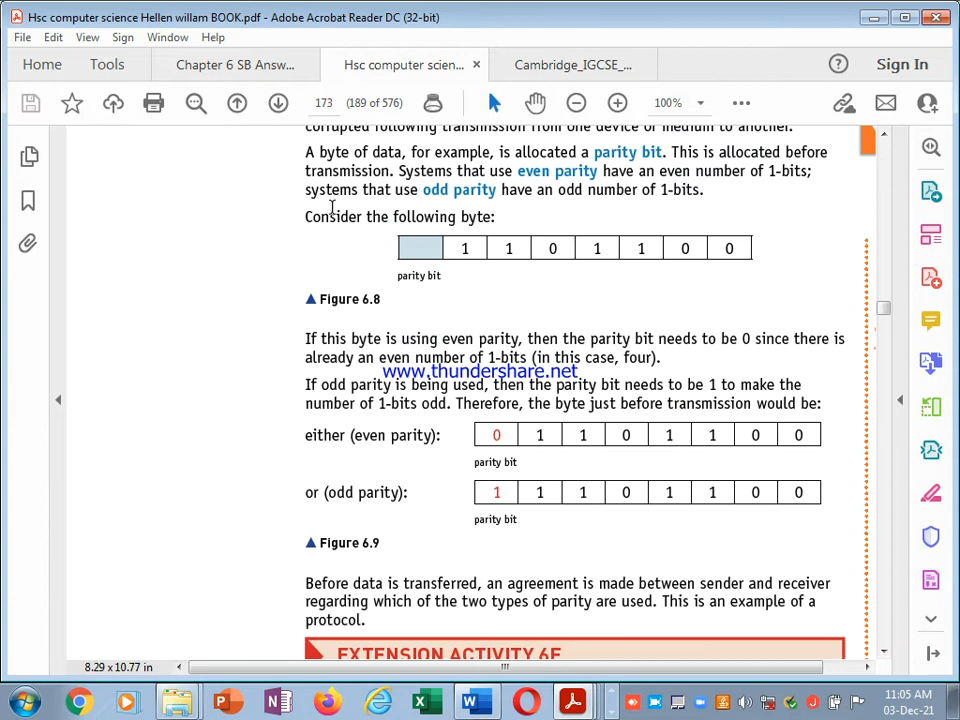 Hsc computer science Hellen willam BOOK.pdf - Adobe Acrobat Reader DC (32-bit)
File Edit View Sign Window Help
Home Tools Chapter 6 SB Answ... Hsc computer scien... × Cambridge_IGCSE_... ? Sign In
173 (189 of 576) 100%
corrupted following transmission from one device or medium to another.
A byte of data, for example, is allocated a parity bit. This is allocated before
transmission. Systems that use even parity have an even number of 1-bits;
systems that use odd parity have an odd number of 1-bits.
Consider the following byte:
1 1 0 1 1 0 0
parity bit
▲ Figure 6.8
If this byte is using even parity, then the parity bit needs to be 0 since there is
already an even number of 1-bits (in this case, four).
www.thundershare.net
If odd parity is being used, then the parity bit needs to be 1 to make the
number of 1-bits odd. Therefore, the byte just before transmission would be:
either (even parity): 0 1 1 0 1 1 0 0
parity bit
or (odd parity): 1 1 1 0 1 1 0 0
parity bit
▲ Figure 6.9
Before data is transferred, an agreement is made between sender and receiver
regarding which of the two types of parity are used. This is an example of a
protocol.
EXTENSION ACTIVITY 6E
8.29 x 10.77 in
11:05 AM
03-Dec-21